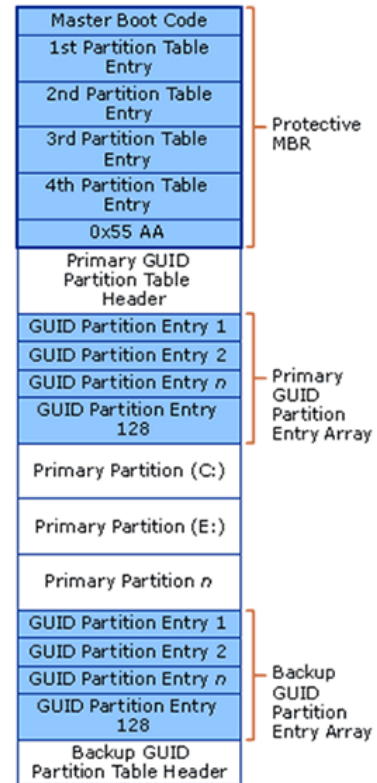 Master Boot Code
1st Partition Table
Entry
2nd Partition Table
Entry
3rd Partition Table
Entry
4th Partition Table
Entry
0x55 AA
Protective
MBR
Primary GUID
Partition Table
Header
GUID Partition Entry 1
GUID Partition Entry 2
GUID Partition Entry n
GUID Partition Entry
128
Primary
GUID
Partition
Entry Array
Primary Partition (C:)
Primary Partition (E:)
Primary Partition n
GUID Partition Entry 1
GUID Partition Entry 2
GUID Partition Entry n
GUID Partition Entry
128
Backup
GUID
Partition
Entry Array
Backup GUID
Partition Table Header